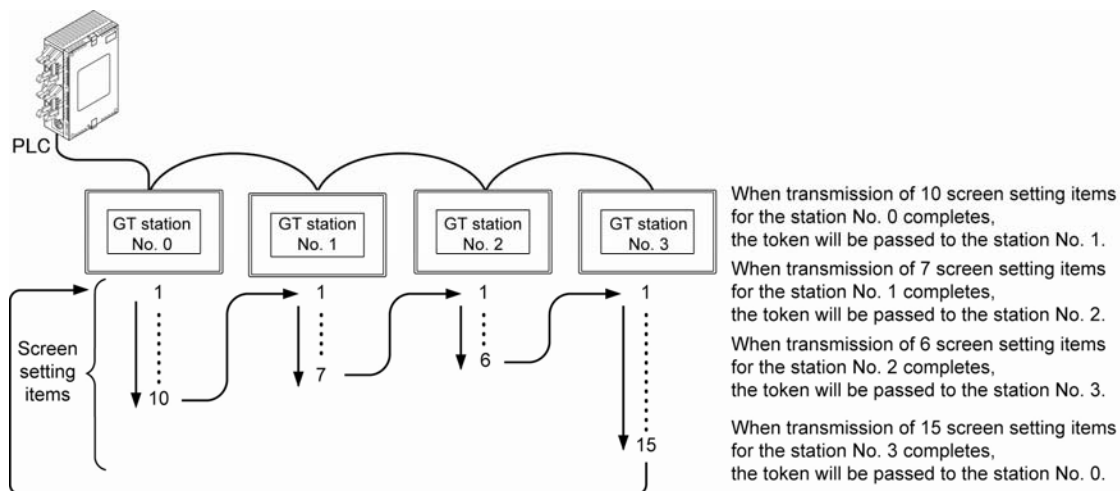 PLC
GT station
No. 0
GT station
No. 1
GT station
No. 2
GT station
No. 3
When transmission of 10 screen setting items
for the station No. 0 completes,
the token will be passed to the station No. 1.
When transmission of 7 screen setting items
for the station No. 1 completes,
the token will be passed to the station No. 2.
When transmission of 6 screen setting items
for the station No. 2 completes,
the token will be passed to the station No. 3.
When transmission of 15 screen setting items
for the station No. 3 completes,
the token will be passed to the station No. 0.
Screen
setting
items
1
10
1
7
1
6
1
15